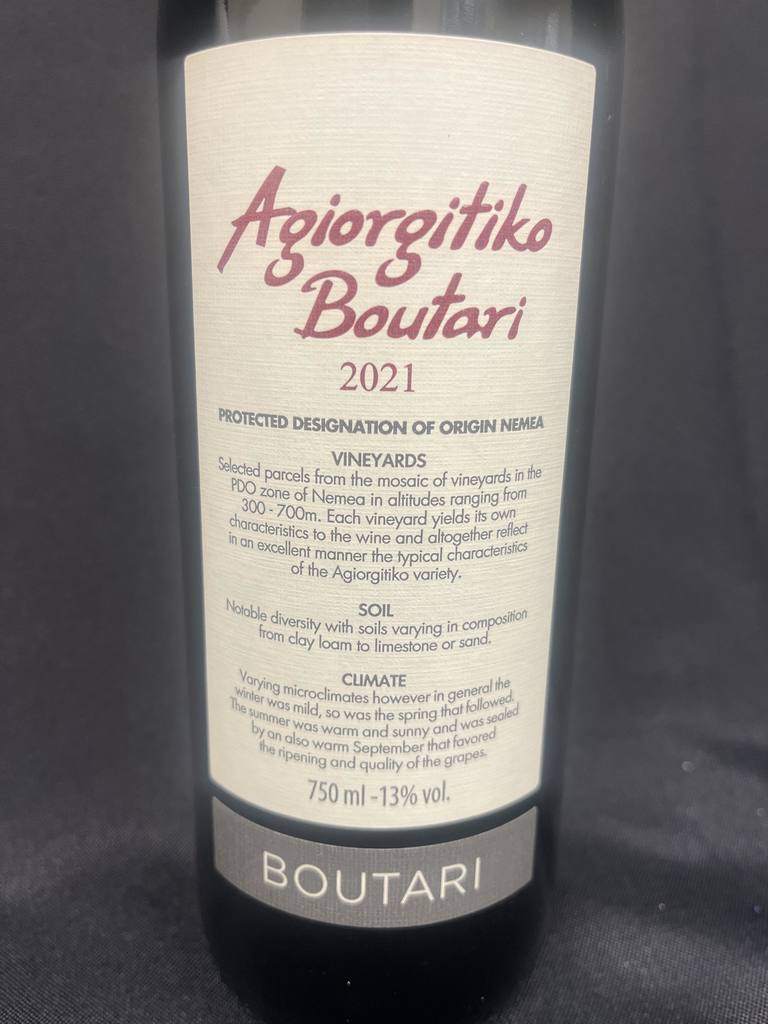 Agiorgitiko
Boutari
2021
PROTECTED DESIGNATION OF ORIGIN NEMEA
VINEYARDS
Selected parcels from the mosaic of vineyards in the
PDO zone of Nemea in altitudes ranging from
300 - 700m. Each vineyard yields its own
characteristics to the wine and altogether reflect
in an excellent manner the typical characteristics
of the Agiorgitiko variety.
SOIL
Notable diversity with soils varying in composition
from clay loam to limestone or sand.
CLIMATE
Varying microclimates however in general the
winter was mild, so was the spring that followed.
The summer was warm and sunny and was sealed
by an also warm September that favored
the ripening and quality of the grapes.
750 ml -13% vol.
BOUTARI